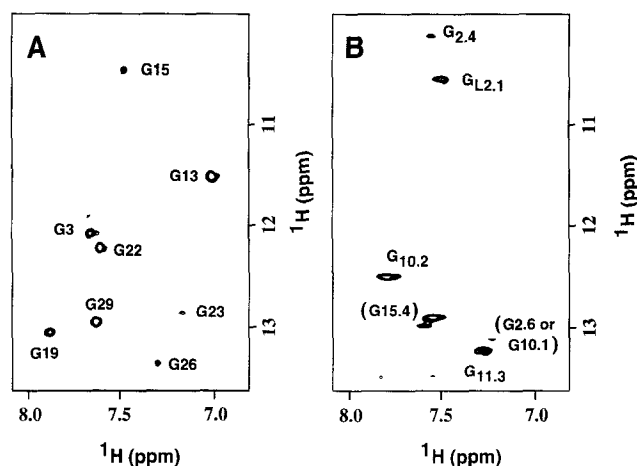 A
G15
G13
G3
G22
G29
G23
G19
G26
11
12
13
¹H (ppm)
8.0 7.5 7.0
¹H (ppm)
B
G2.4
GL2.1
G10.2
(G15.4)
(G2.6 or
G10.1)
G11.3
11
12
13
¹H (ppm)
8.0 7.5 7.0
¹H (ppm)